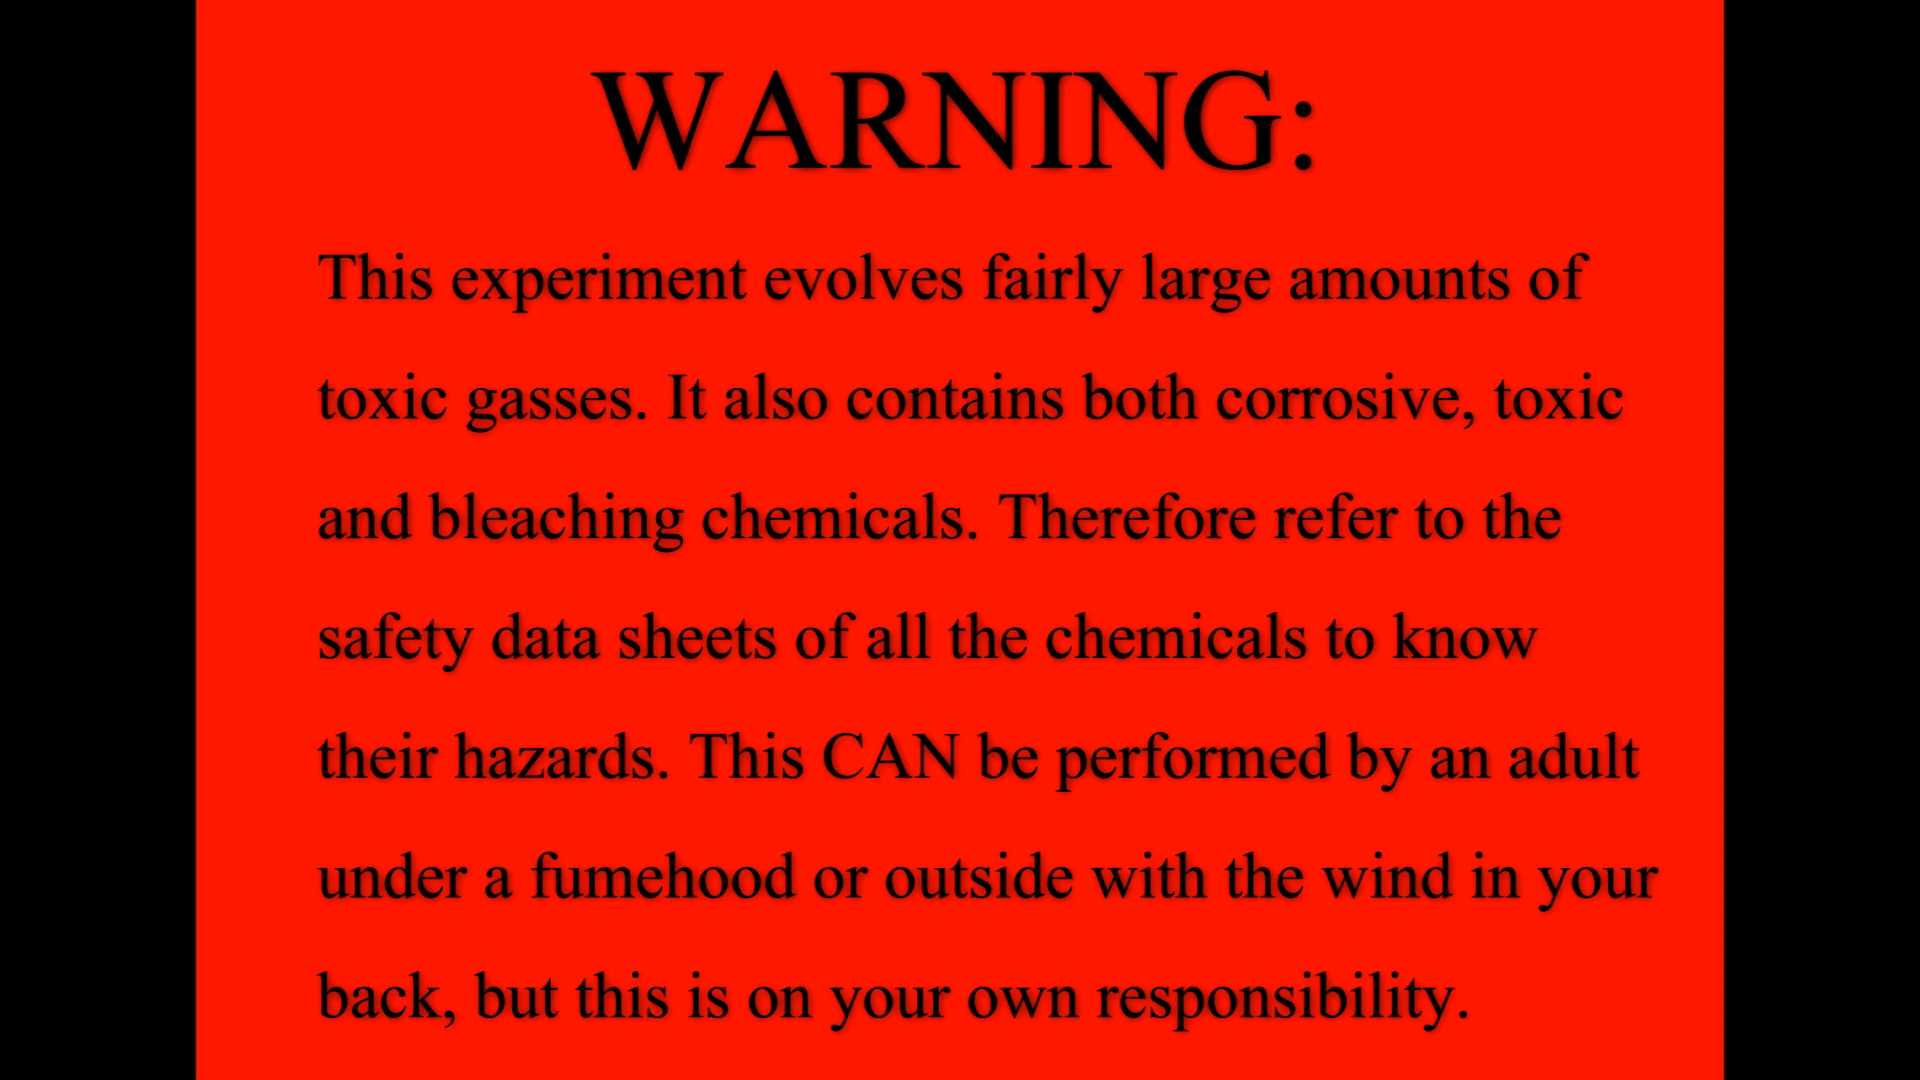 WARNING:
This experiment evolves fairly large amounts of
toxic gasses. It also contains both corrosive, toxic
and bleaching chemicals. Therefore refer to the
safety data sheets of all the chemicals to know
their hazards. This CAN be performed by an adult
under a fumehood or outside with the wind in your
back, but this is on your own responsibility.